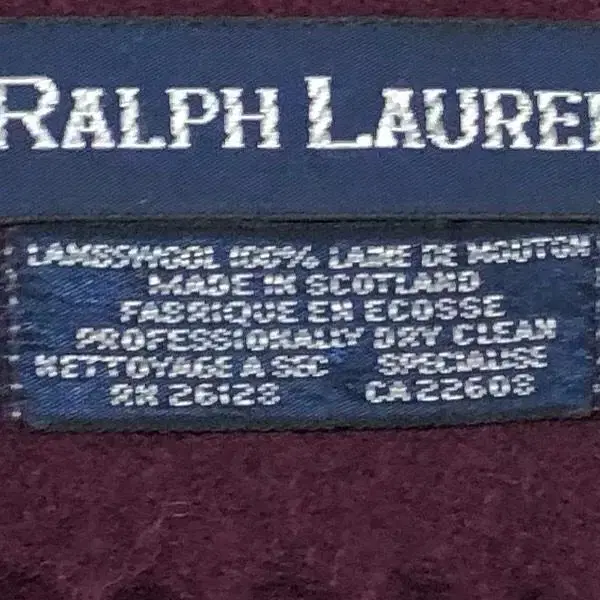 RALPH LAUREN
LAMBSWOOL 100% LAINE DE MOUTON
MADE IN SCOTLAND
FABRIQUE EN ECOSSE
PROFESSIONALLY DRY CLEAN
NETTOYAGE A SEC SPECIALISE
RN 26128 CA 22608